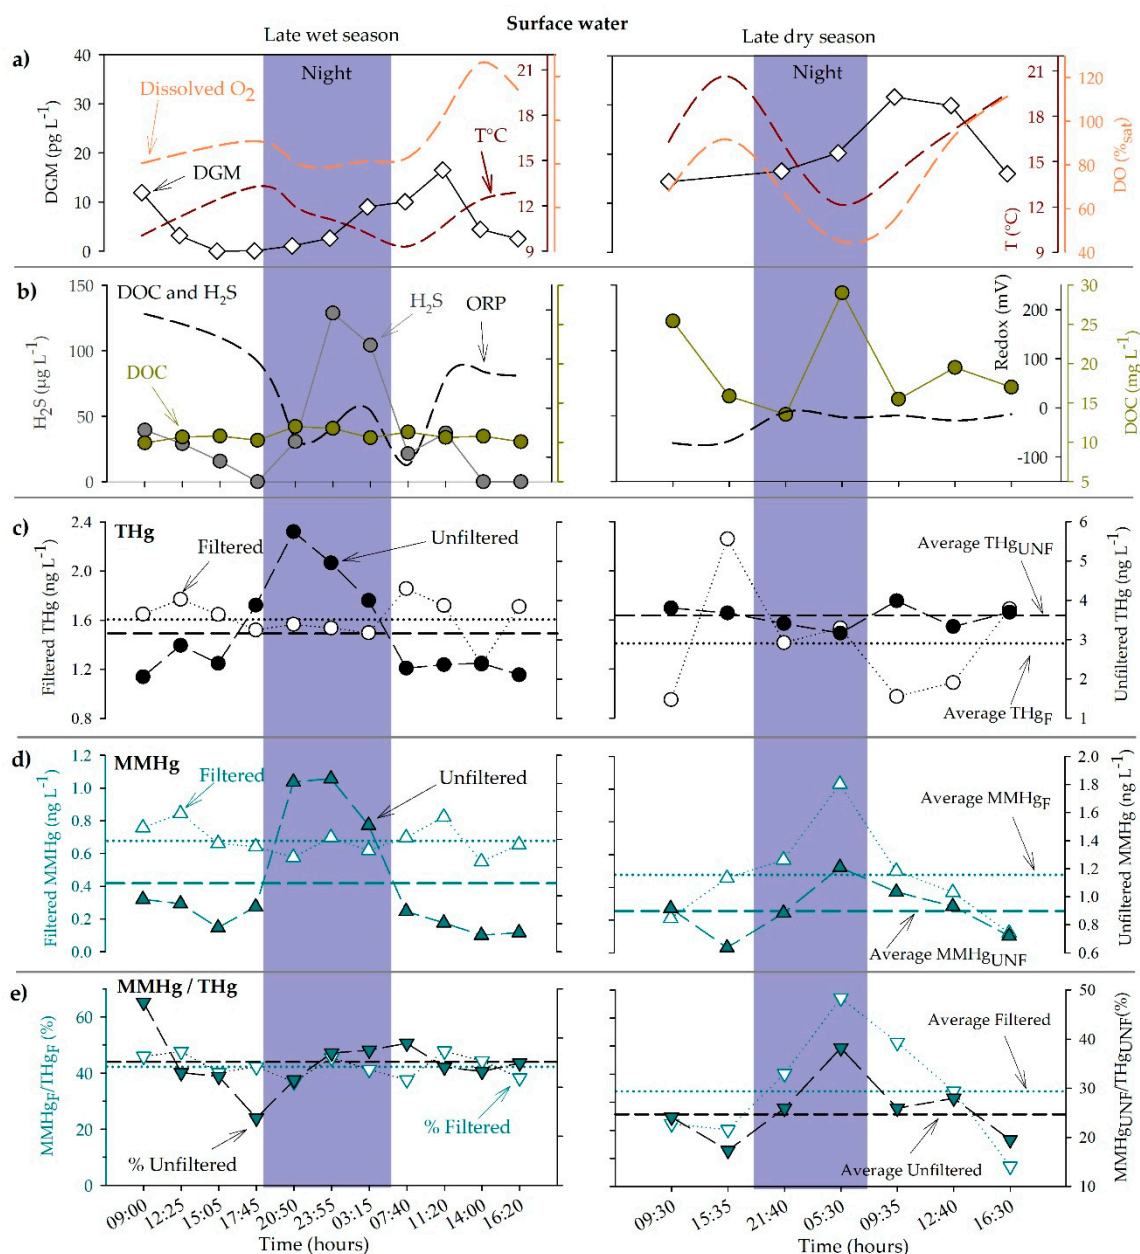 Surface water
Late wet season
Late dry season
a)
40
30
20
10
0
DGM (pg L-1)
Dissolved O2
Night
DGM
T°C
21
18
15
12
9
Night
21
18
15
12
9
T (°C)
120
100
80
60
40
DO (%sat)
b)
150
100
50
0
H2S (µg L-1)
DOC and H2S
H2S
ORP
DOC
Redox (mV)
200
100
0
-100
30
25
20
15
10
5
DOC (mg L-1)
c)
THg
2.4
2.0
1.6
1.2
0.8
Filtered THg (ng L-1)
Filtered
Unfiltered
Average THgUNF
Average THgF
6
5
4
3
2
1
Unfiltered THg (ng L-1)
d)
MMHg
1.2
1.0
0.8
0.6
0.4
0.2
0.0
Filtered MMHg (ng L-1)
Filtered
Unfiltered
Average MMHgF
Average MMHgUNF
2.0
1.8
1.6
1.4
1.2
1.0
0.8
0.6
Unfiltered MMHg (ng L-1)
e)
MMHg / THg
60
40
20
0
MMHgF/THgF (%)
% Unfiltered
% Filtered
Average Filtered
Average Unfiltered
50
40
30
20
10
MMHgUNF/THgUNF(%)
09:00 12:25 15:05 17:45 20:50 23:55 03:15 07:40 11:20 14:00 16:20
Time (hours)
09:30 15:35 21:40 05:30 09:35 12:40 16:30
Time (hours)